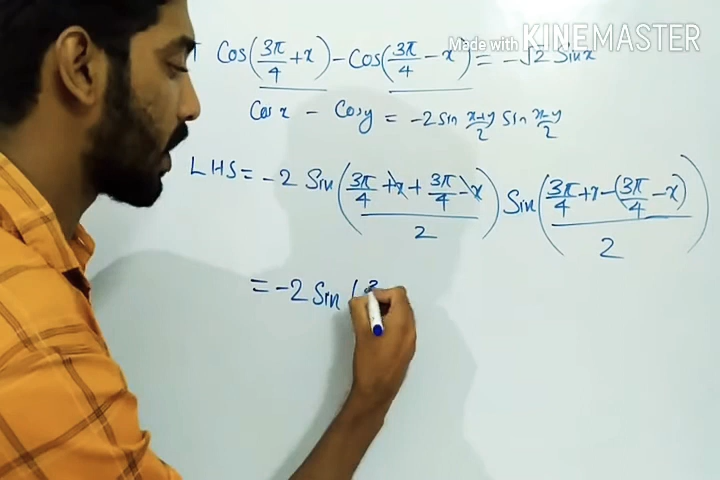 Made with KINEMASTER
T Cos(3π/4 + x) - Cos(3π/4 - x) = -√2 Sin x
Cos x - Cos y = -2 Sin x+y/2 Sin x-y/2
LHS = -2 Sin(3π/4 + x + 3π/4 - x / 2) Sin(3π/4 + x - (3π/4 - x) / 2)
= -2 Sin (3